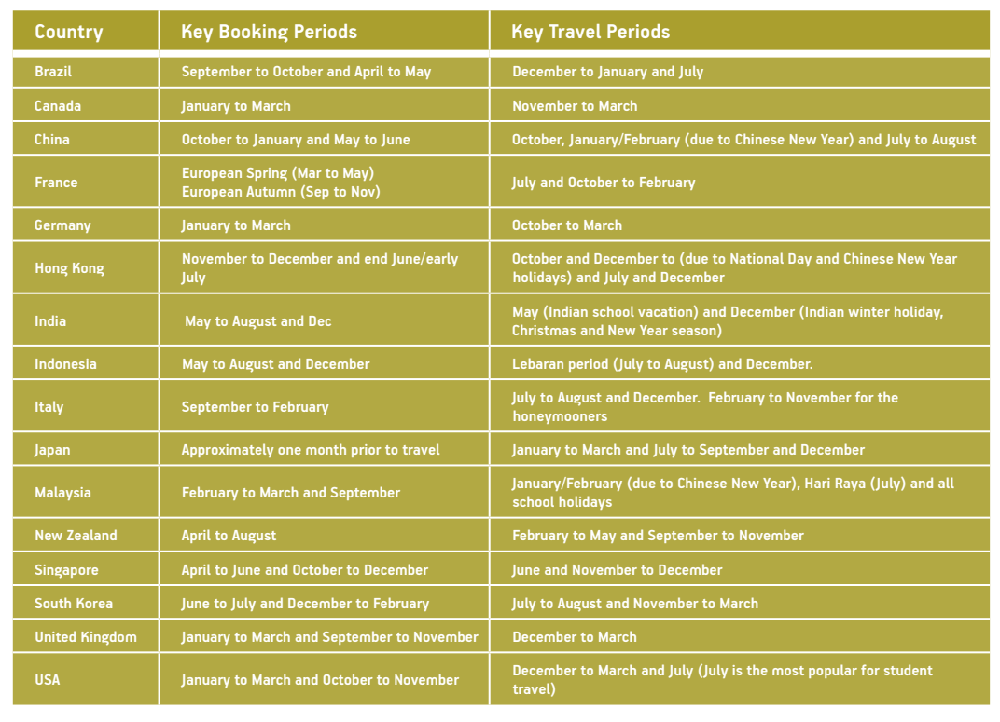 Country Key Booking Periods Key Travel Periods
Brazil September to October and April to May December to January and July
Canada January to March November to March
China October to January and May to June October, January/February (due to Chinese New Year) and July to August
France European Spring (Mar to May)
European Autumn (Sep to Nov) July and October to February
Germany January to March October to March
Hong Kong November to December and end June/early
July October and December to (due to National Day and Chinese New Year
holidays) and July and December
India May to August and Dec May (Indian school vacation) and December (Indian winter holiday,
Christmas and New Year season)
Indonesia May to August and December Lebaran period (July to August) and December.
Italy September to February July to August and December. February to November for the
honeymooners
Japan Approximately one month prior to travel January to March and July to September and December
Malaysia February to March and September January/February (due to Chinese New Year), Hari Raya (July) and all
school holidays
New Zealand April to August February to May and September to November
Singapore April to June and October to December June and November to December
South Korea June to July and December to February July to August and November to March
United Kingdom January to March and September to November December to March
USA January to March and October to November December to March and July (July is the most popular for student
travel)